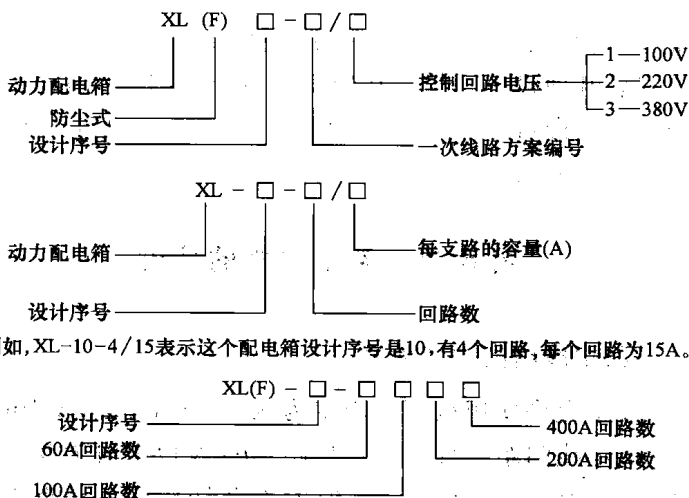 XL (F) □ - □ / □
1—100V
动力配电箱 控制回路电压 2—220V
防尘式 3—380V
设计序号 一次线路方案编号
XL - □ - □ / □
动力配电箱 每支路的容量(A)
设计序号 回路数
如,XL-10-4/15表示这个配电箱设计序号是10,有4个回路,每个回路为15A。
XL(F) - □ - □ □ □ □
设计序号 400A回路数
60A回路数 200A回路数
100A回路数